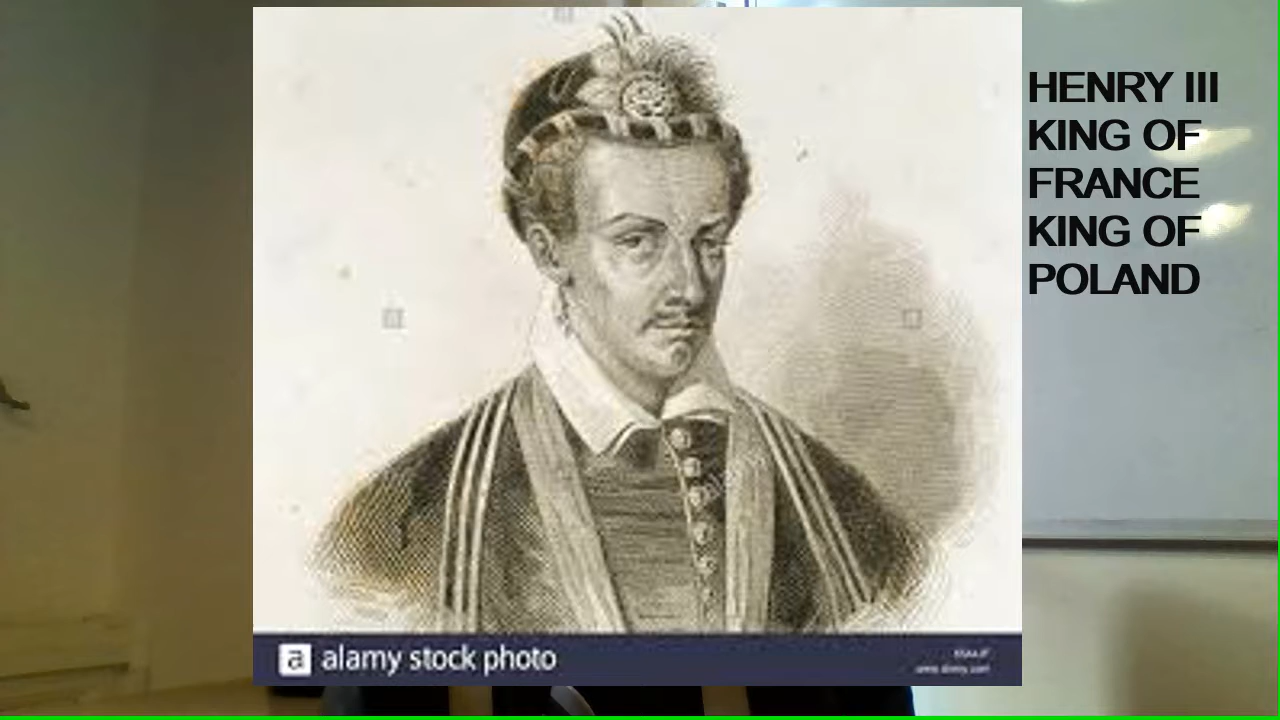 HENRY III
KING OF
FRANCE
KING OF
POLAND
a alamy stock photo